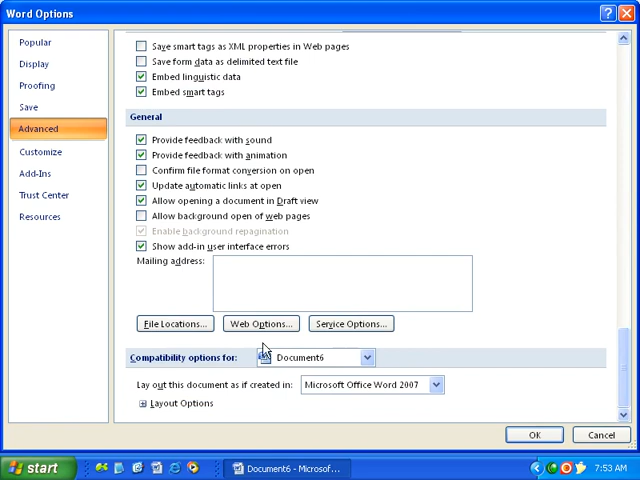 Word Options
Popular
Display
Proofing
Save
Advanced
Customize
Add-Ins
Trust Center
Resources
Save smart tags as XML properties in Web pages
Save form data as delimited text file
Embed linguistic data
Embed smart tags
General
Provide feedback with sound
Provide feedback with animation
Confirm file format conversion on open
Update automatic links at open
Allow opening a document in Draft view
Allow background open of web pages
Enable background repagination
Show add-in user interface errors
Mailing address:
File Locations... Web Options... Service Options...
Compatibility options for: Document6
Lay out this document as if created in: Microsoft Office Word 2007
Layout Options
OK Cancel
start Document6 - Microsof... 7:53 AM